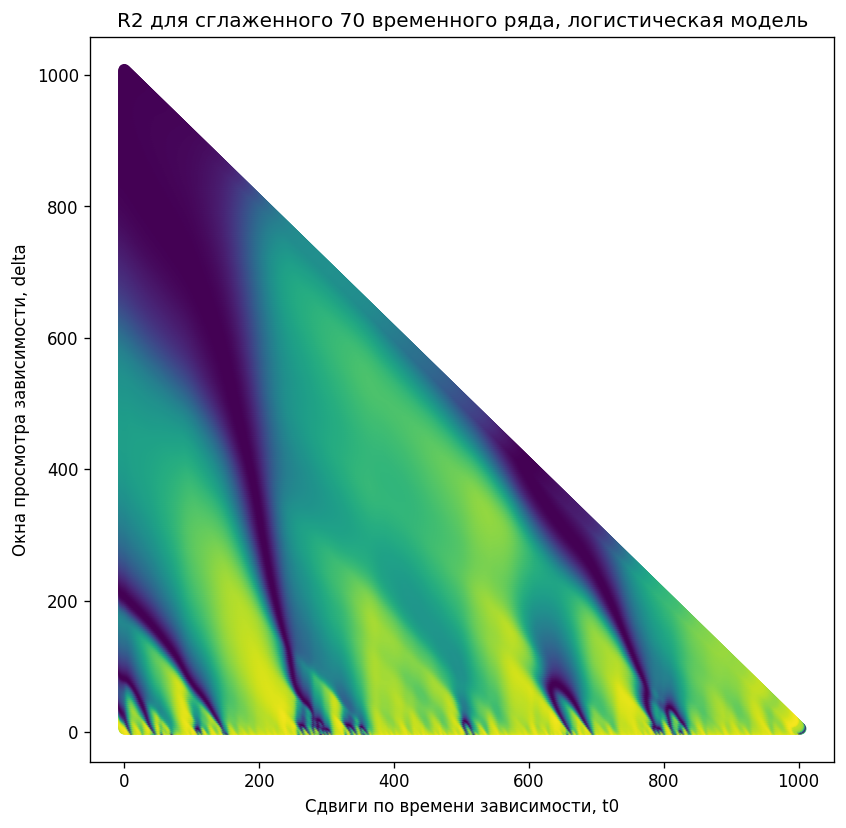 R2 для сглаженного 70 временного ряда, логистическая модель
1000
800
600
400
200
0
Окна просмотра зависимости, delta
0 200 400 600 800 1000
Сдвиги по времени зависимости, t0